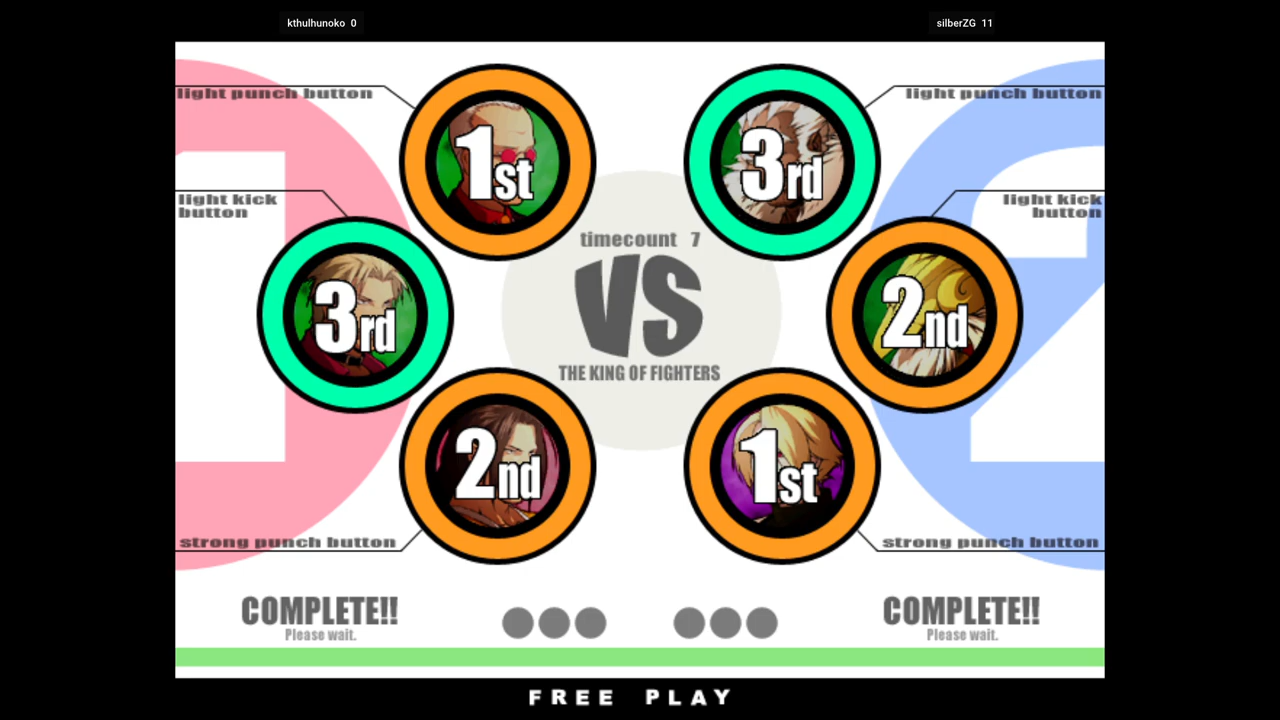 kthulhunoko 0
silberZG 11
light punch button
1st
3rd
light punch button
light kick
button
light kick
button
timecount 7
3rd
VS
2nd
THE KING OF FIGHTERS
2nd
1st
strong punch button
strong punch button
COMPLETE!!
Please wait.
COMPLETE!!
Please wait.
FREE PLAY
1
2